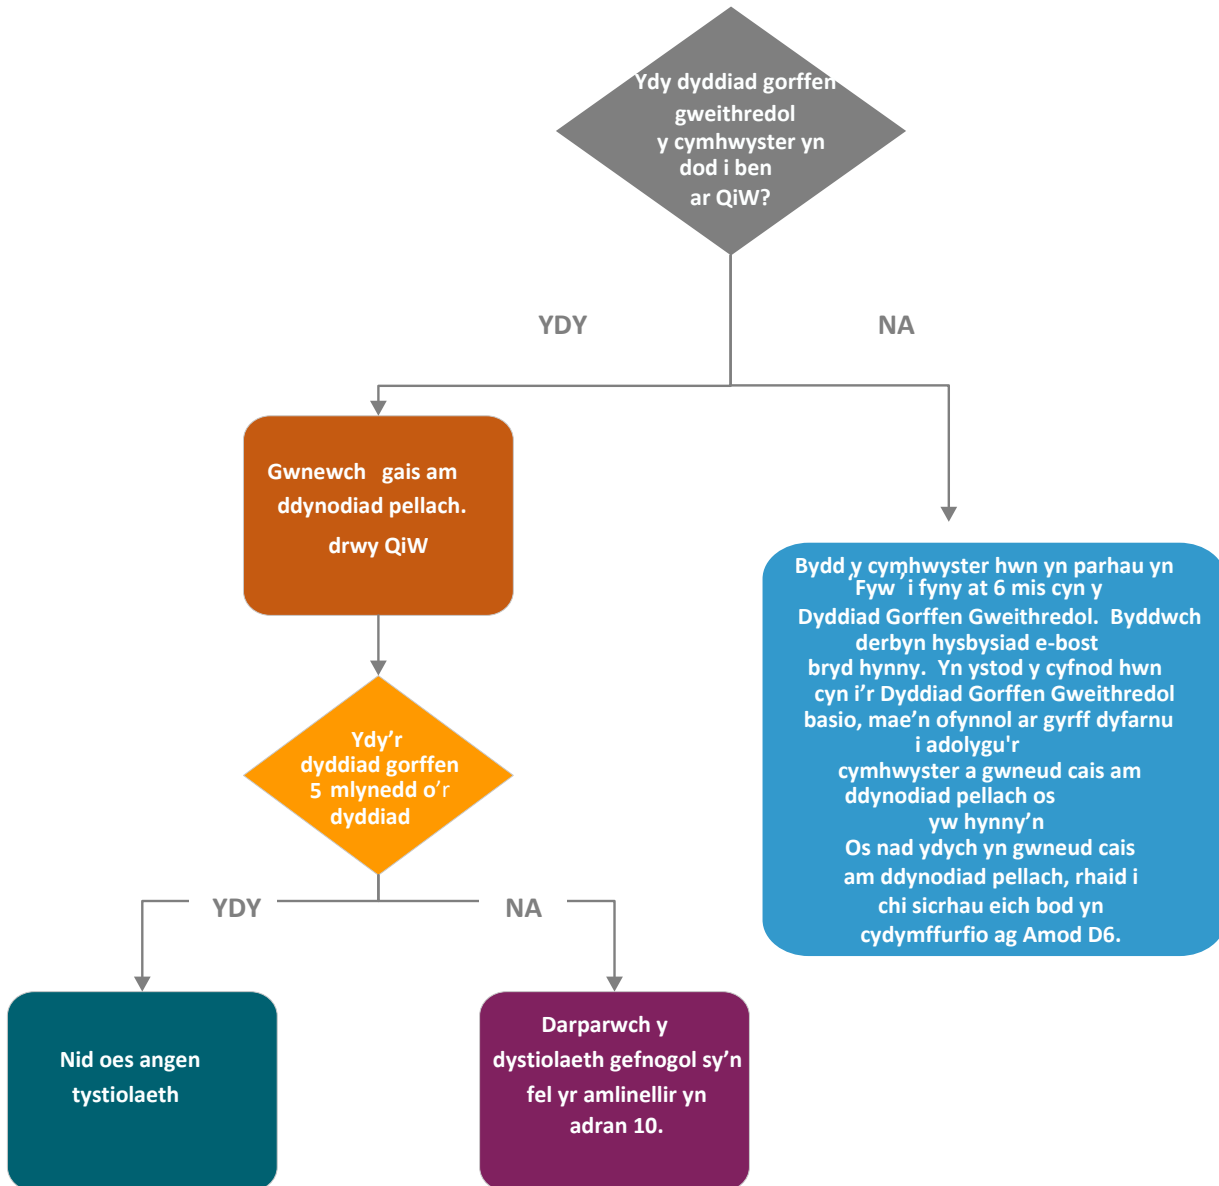 Ydy dyddiad gorffen
gweithredol
y cymhwyster yn
dod i ben
ar QiW?
YDY
NA
Gwnewch gais am
ddynodiad pellach.
drwy QiW
Bydd y cymhwyster hwn yn parhau yn
‘Fyw’ i fyny at 6 mis cyn y
Dyddiad Gorffen Gweithredol. Byddwch
derbyn hysbysiad e-bost
bryd hynny. Yn ystod y cyfnod hwn
cyn i’r Dyddiad Gorffen Gweithredol
basio, mae’n ofynnol ar gyrff dyfarnu
i adolygu'r
cymhwyster a gwneud cais am
ddynodiad pellach os
yw hynny’n
Os nad ydych yn gwneud cais
am ddynodiad pellach, rhaid i
chi sicrhau eich bod yn
cydymffurfio ag Amod D6.
Ydy’r
dyddiad gorffen
5 mlynedd o’r
dyddiad
YDY
NA
Nid oes angen
tystiolaeth
Darparwch y
dystiolaeth gefnogol sy’n
fel yr amlinellir yn
adran 10.